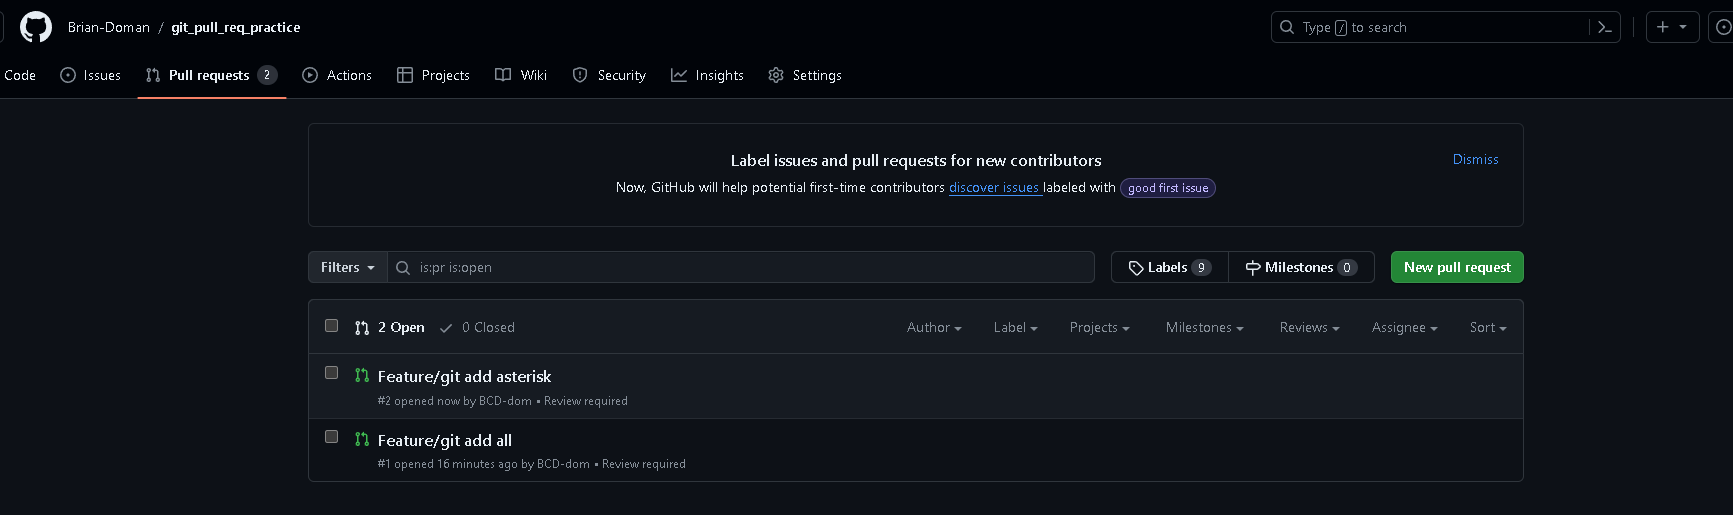 Brian-Doman / git_pull_req_practice
Type / to search
Code Issues Pull requests 2 Actions Projects Wiki Security Insights Settings
Label issues and pull requests for new contributors
Dismiss
Now, GitHub will help potential first-time contributors discover issues labeled with good first issue
Filters is:pr is:open Labels 9 Milestones 0 New pull request
2 Open 0 Closed Author Label Projects Milestones Reviews Assignee Sort
Feature/git add asterisk
#2 opened now by BCD-dom • Review required
Feature/git add all
#1 opened 16 minutes ago by BCD-dom • Review required